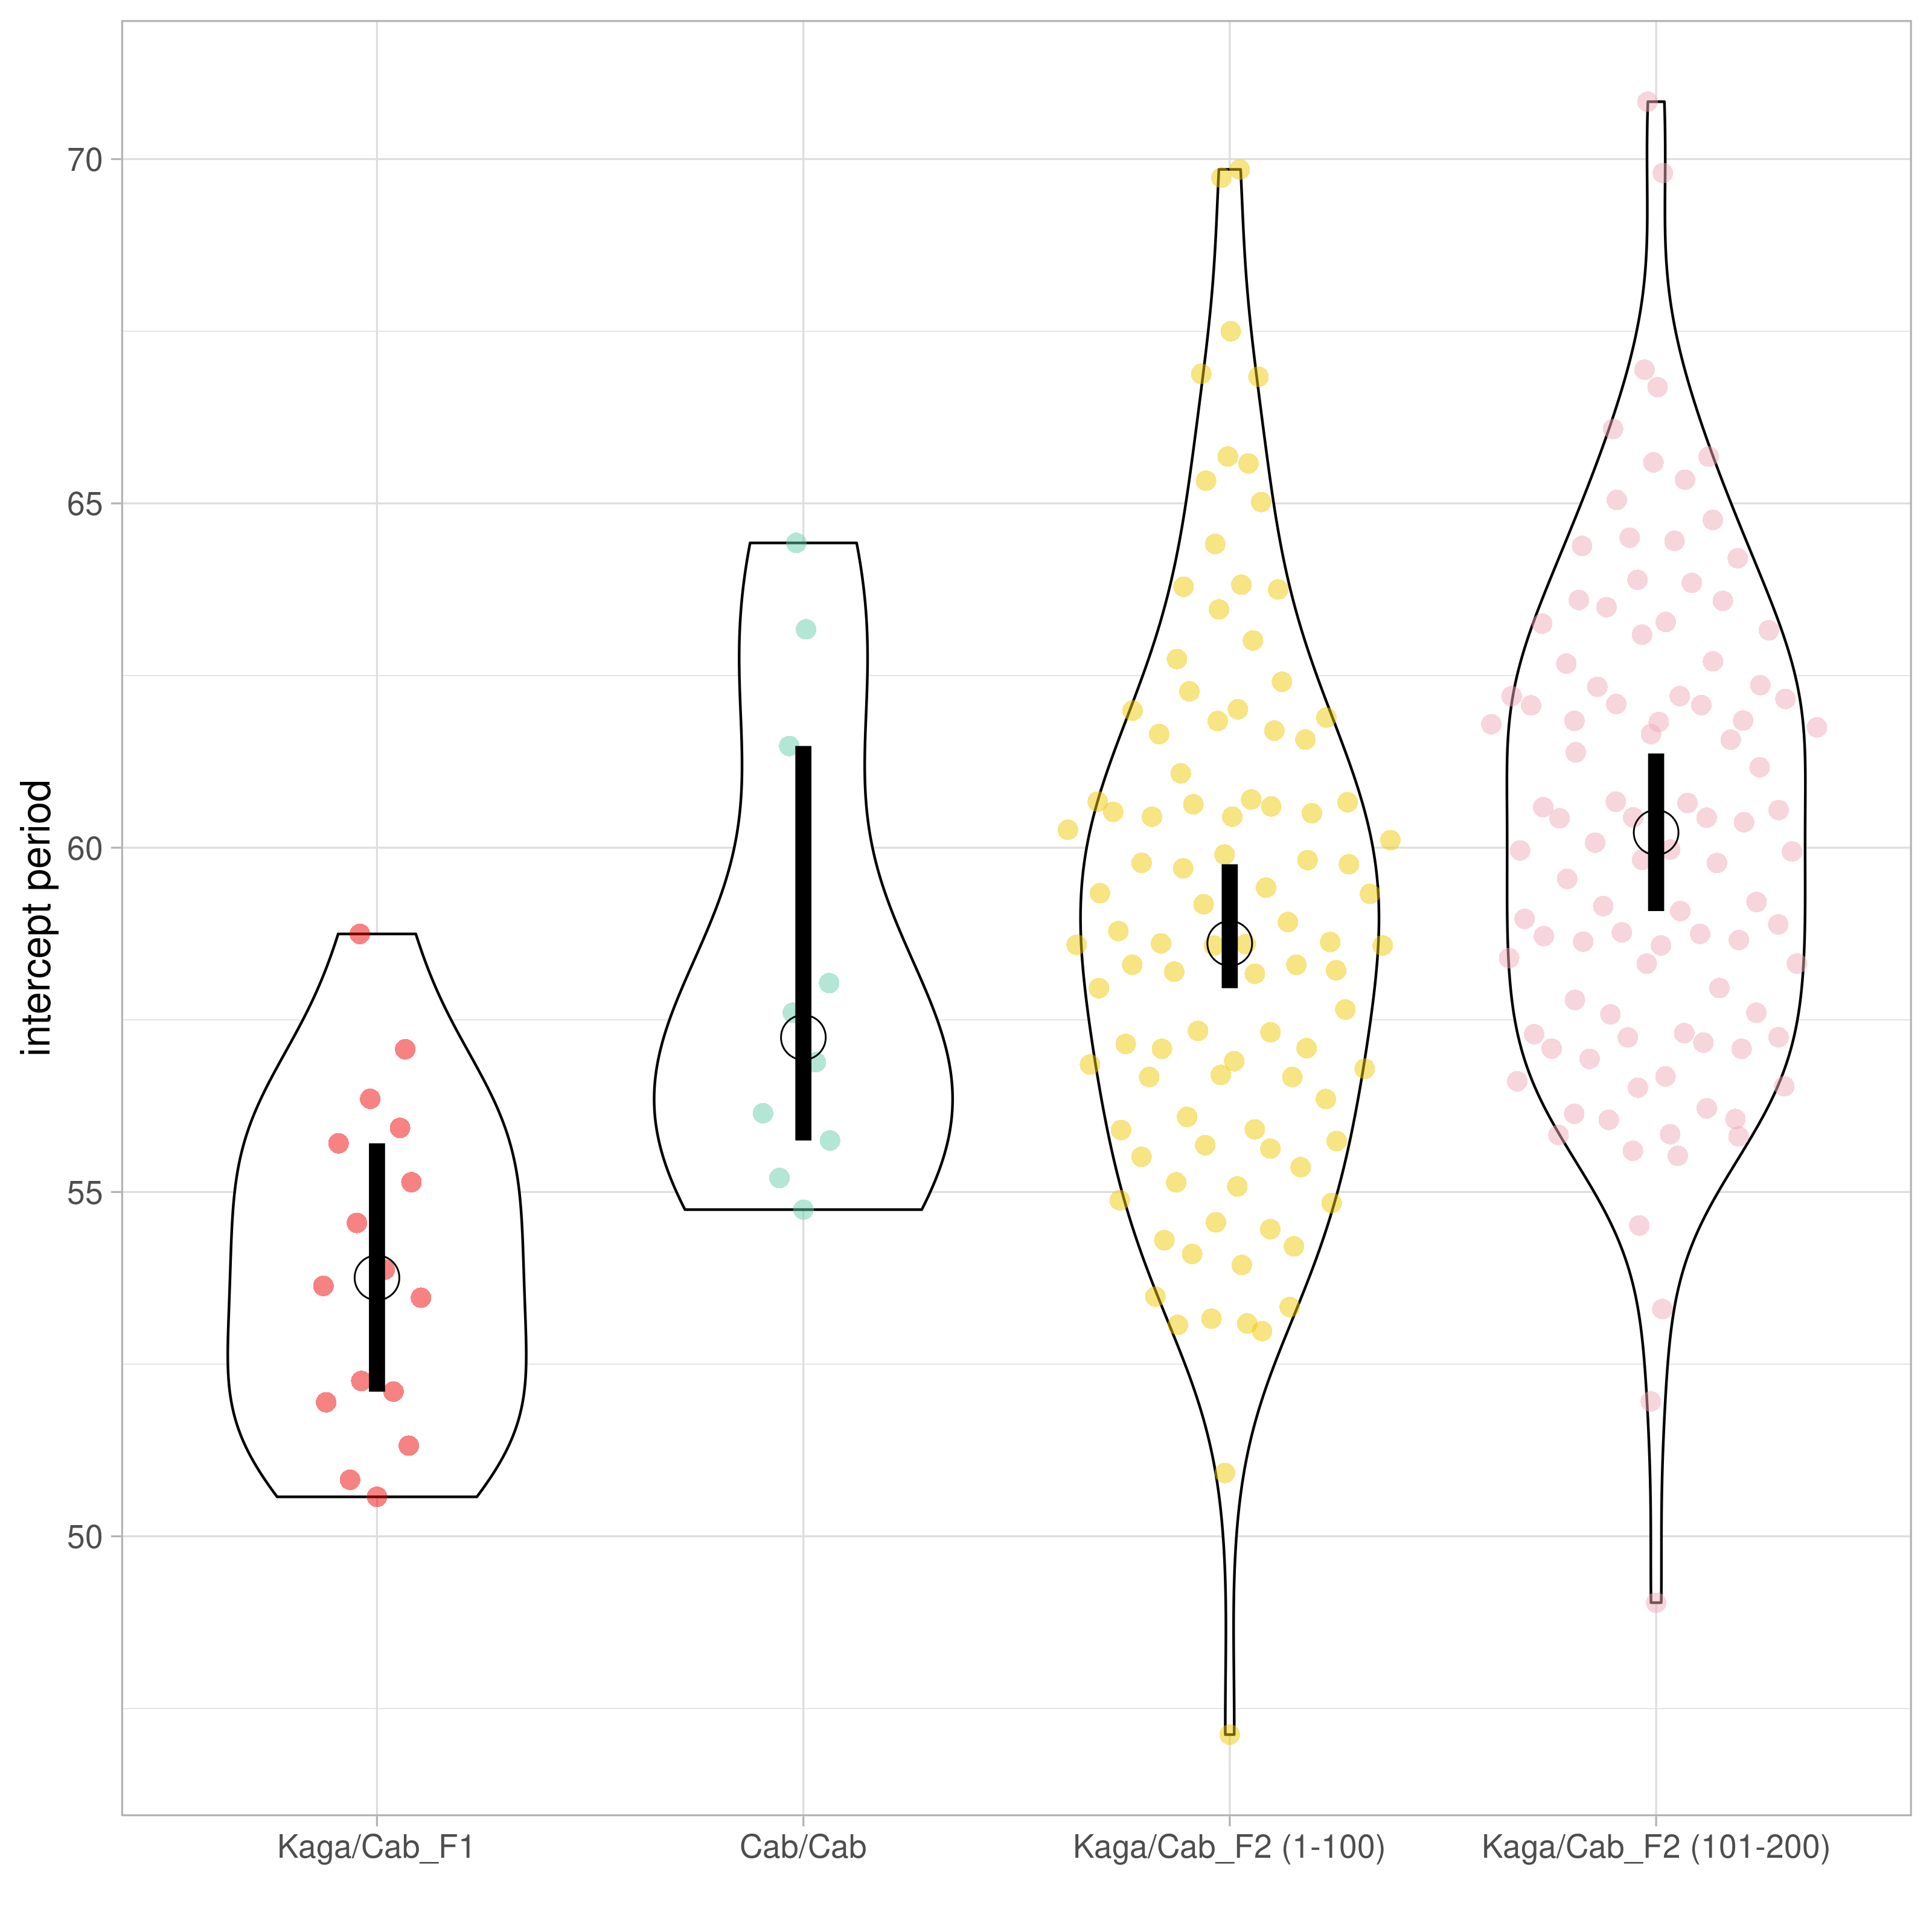 intercept period
70
65
60
55
50
Kaga/Cab_F1
Cab/Cab
Kaga/Cab_F2 (1-100)
Kaga/Cab_F2 (101-200)